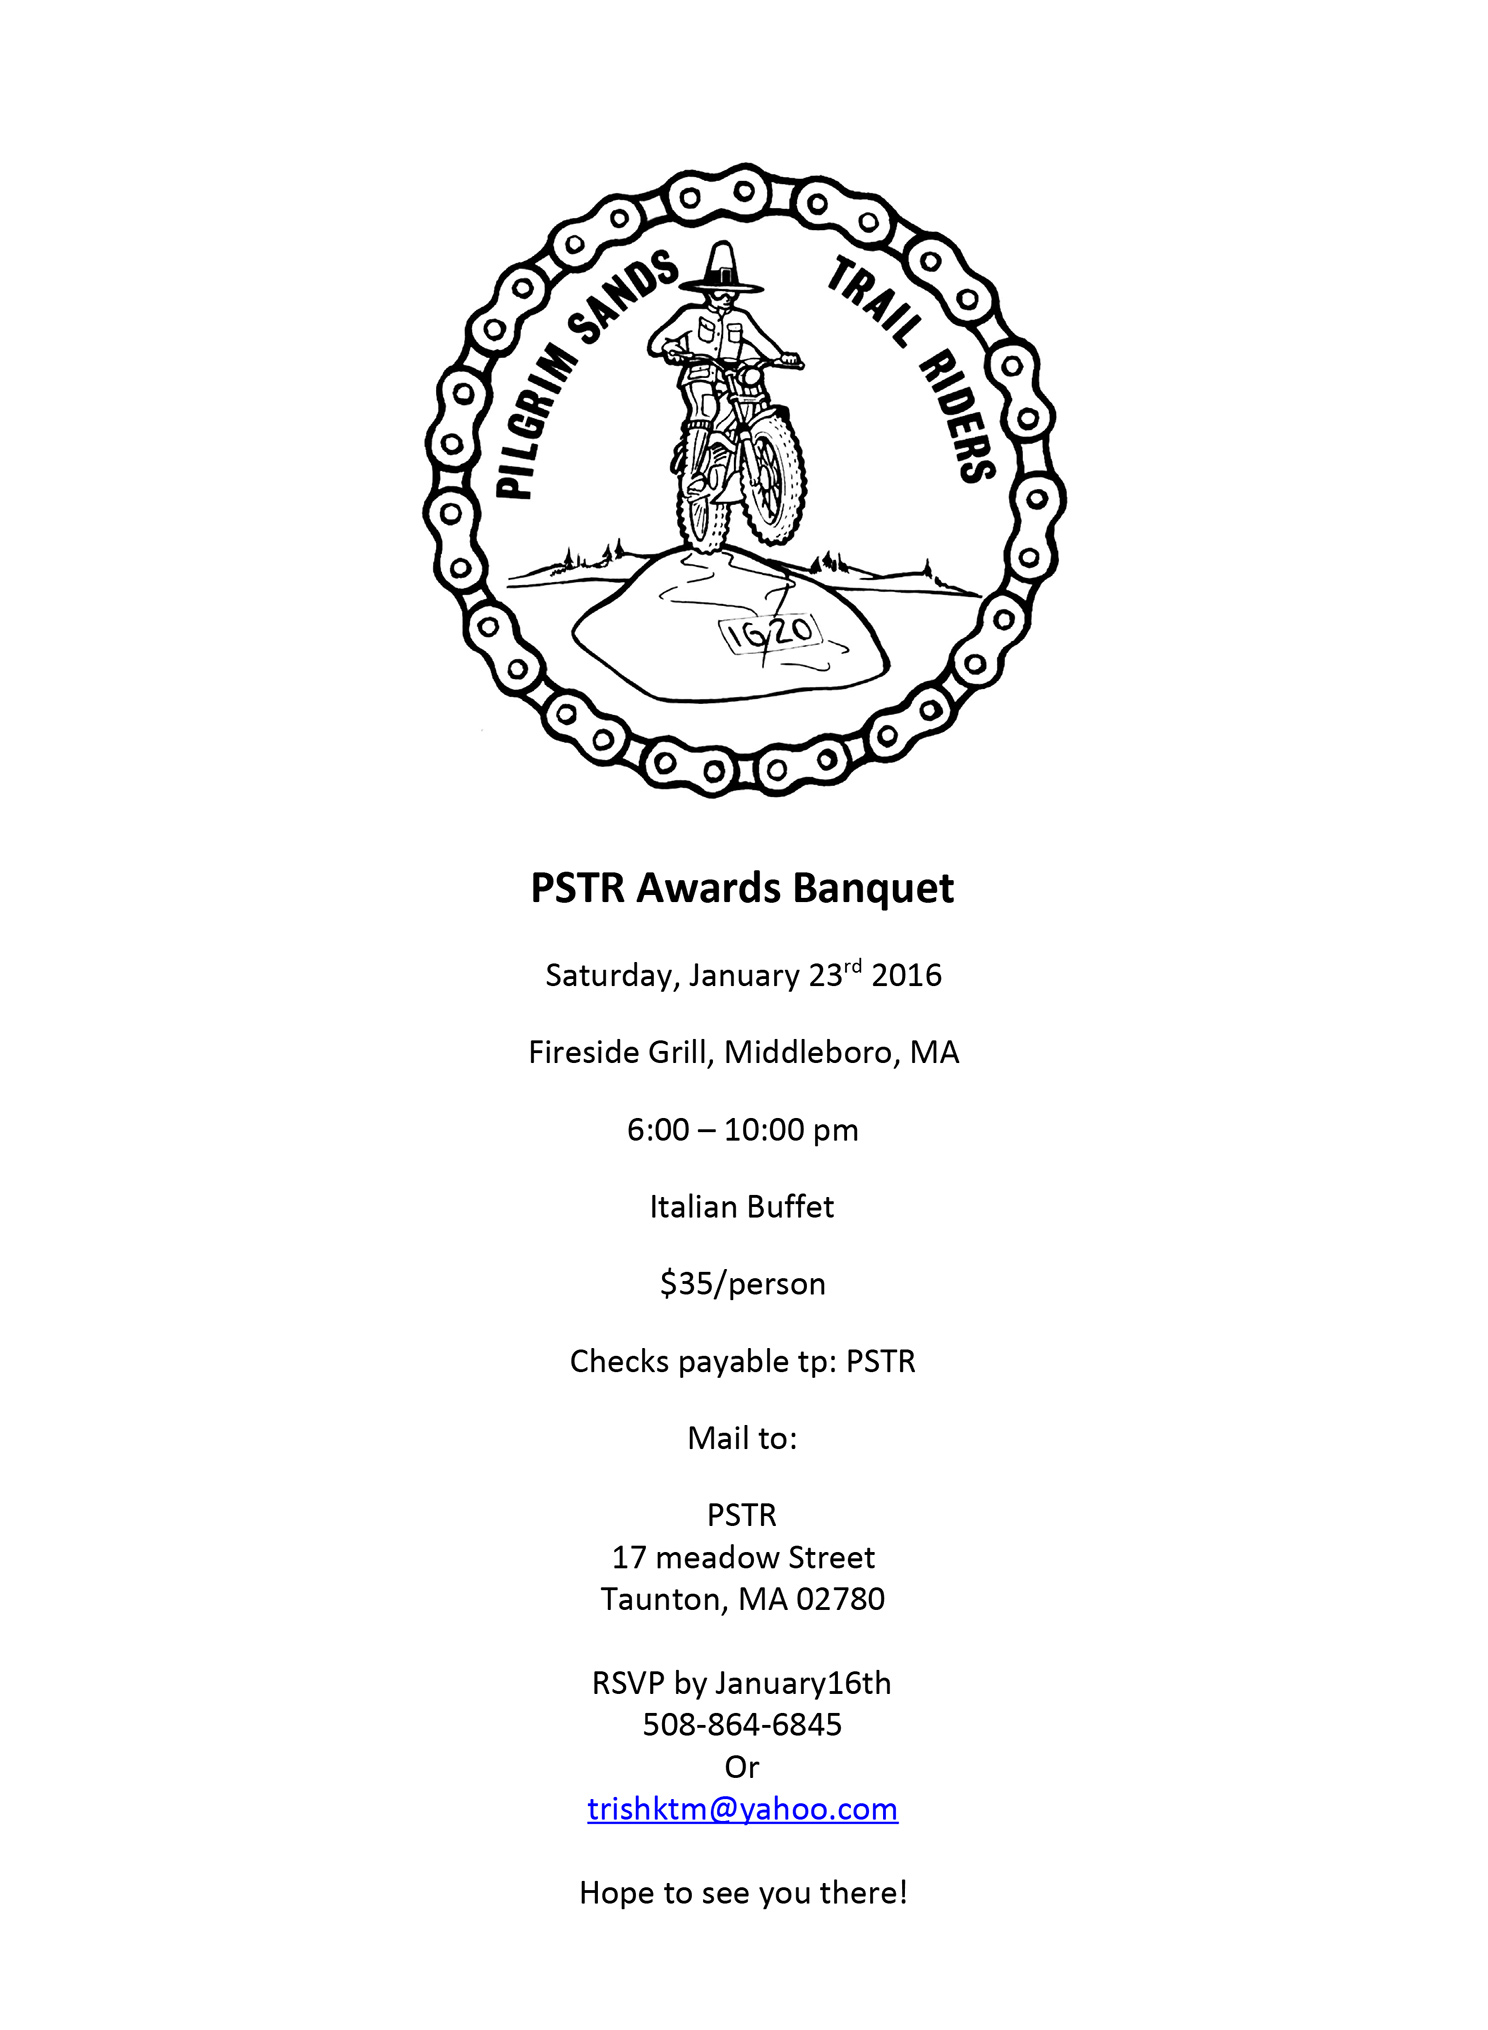 PILGRIM SANDS TRAIL RIDERS
1620
PSTR Awards Banquet
Saturday, January 23rd 2016
Fireside Grill, Middleboro, MA
6:00 – 10:00 pm
Italian Buffet
$35/person
Checks payable tp: PSTR
Mail to:
PSTR
17 meadow Street
Taunton, MA 02780
RSVP by January16th
508-864-6845
Or
trishktm@yahoo.com
Hope to see you there!